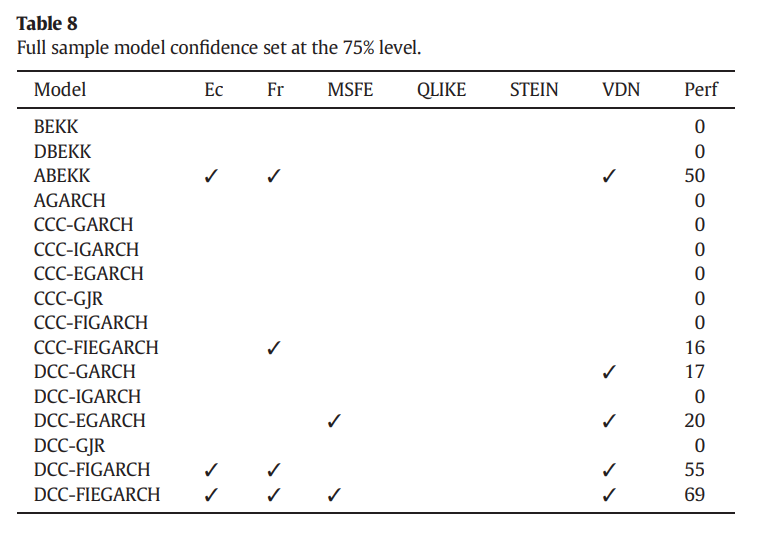 Table 8
Full sample model confidence set at the 75% level.
Model Ec Fr MSFE QLIKE STEIN VDN Perf
BEKK 0
DBEKK 0
ABEKK ✓ ✓ ✓ 50
AGARCH 0
CCC-GARCH 0
CCC-IGARCH 0
CCC-EGARCH 0
CCC-GJR 0
CCC-FIGARCH 0
CCC-FIEGARCH ✓ 16
DCC-GARCH ✓ 17
DCC-IGARCH 0
DCC-EGARCH ✓ ✓ 20
DCC-GJR 0
DCC-FIGARCH ✓ ✓ ✓ 55
DCC-FIEGARCH ✓ ✓ ✓ ✓ 69